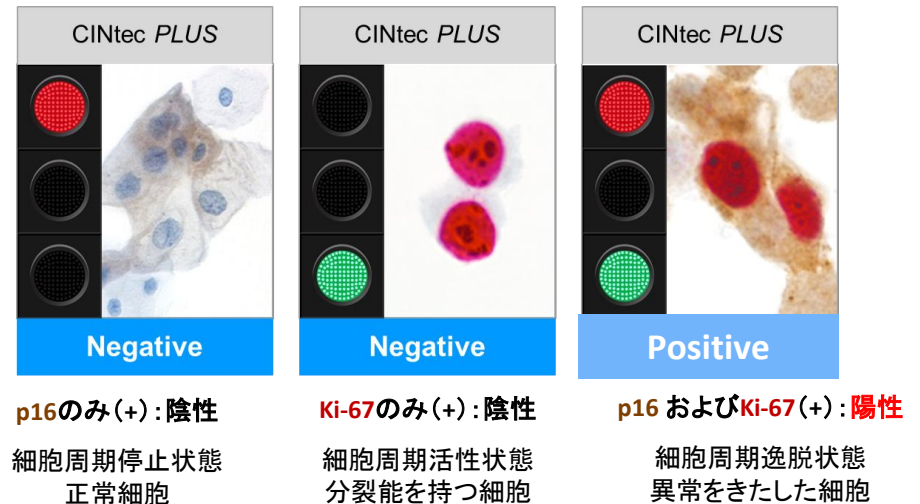 CINtec PLUS
Negative
p16のみ（+）：陰性
細胞周期停止状態
正常細胞
CINtec PLUS
Negative
Ki-67のみ（+）：陰性
細胞周期活性状態
分裂能を持つ細胞
CINtec PLUS
Positive
p16 およびKi-67（+）：陽性
細胞周期逸脱状態
異常をきたした細胞